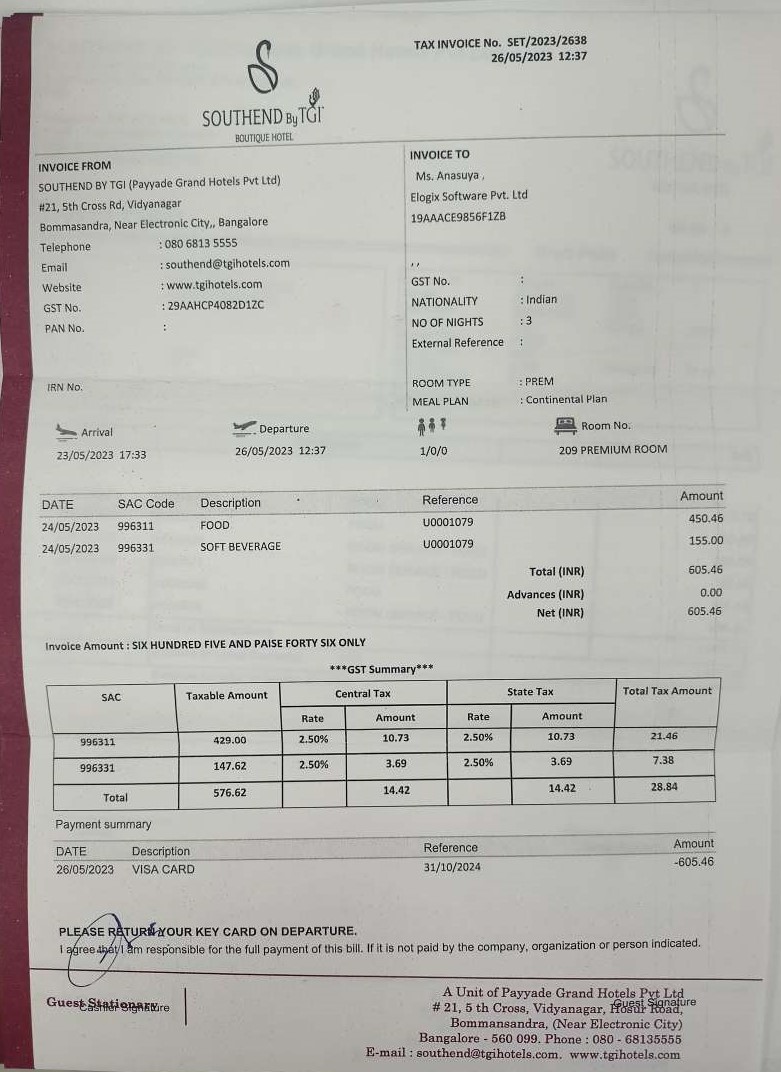 TAX INVOICE No. SET/2023/2638
26/05/2023 12:37
SOUTHEND By TGI
BOUTIQUE HOTEL
INVOICE FROM
SOUTHEND BY TGI (Payyade Grand Hotels Pvt Ltd)
#21, 5th Cross Rd, Vidyanagar
Bommasandra, Near Electronic City,, Bangalore
Telephone : 080 6813 5555
Email : southend@tgihotels.com
Website : www.tgihotels.com
GST No. : 29AAHCP4082D1ZC
PAN No. :
IRN No.
INVOICE TO
Ms. Anasuya ,
Elogix Software Pvt. Ltd
19AAACE9856F1ZB
, ,
GST No. :
NATIONALITY : Indian
NO OF NIGHTS : 3
External Reference :
ROOM TYPE : PREM
MEAL PLAN : Continental Plan
Arrival Departure Room No.
23/05/2023 17:33 26/05/2023 12:37 1/0/0 209 PREMIUM ROOM
DATE SAC Code Description Reference Amount
24/05/2023 996311 FOOD U0001079 450.46
24/05/2023 996331 SOFT BEVERAGE U0001079 155.00
Total (INR) 605.46
Advances (INR) 0.00
Net (INR) 605.46
Invoice Amount : SIX HUNDRED FIVE AND PAISE FORTY SIX ONLY
***GST Summary***
SAC Taxable Amount Central Tax State Tax Total Tax Amount
Rate Amount Rate Amount
996311 429.00 2.50% 10.73 2.50% 10.73 21.46
996331 147.62 2.50% 3.69 2.50% 3.69 7.38
Total 576.62 14.42 14.42 28.84
Payment summary
DATE Description Reference Amount
26/05/2023 VISA CARD 31/10/2024 -605.46
PLEASE RETURN YOUR KEY CARD ON DEPARTURE.
I agree that I am responsible for the full payment of this bill. If it is not paid by the company, organization or person indicated.
Guest Stationary
Cashier Signature
Guest Signature
A Unit of Payyade Grand Hotels Pvt Ltd
# 21, 5 th Cross, Vidyanagar, Hosur Road,
Bommansandra, (Near Electronic City)
Bangalore - 560 099. Phone : 080 - 68135555
E-mail : southend@tgihotels.com. www.tgihotels.com